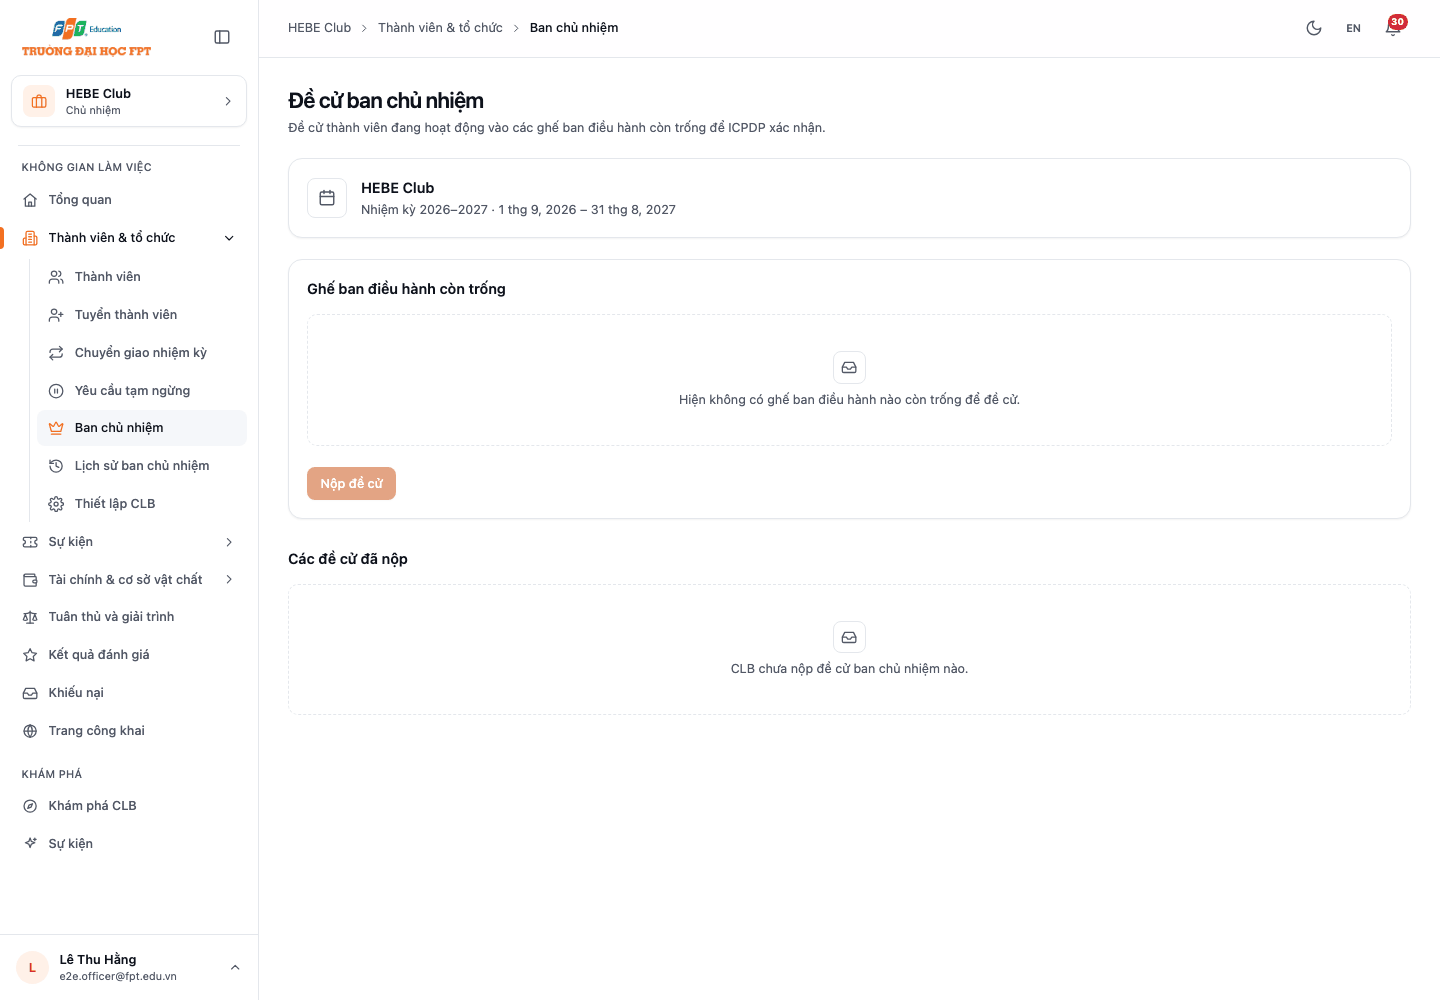 FPT Education
TRƯỜNG ĐẠI HỌC FPT
HEBE Club
Chủ nhiệm
KHÔNG GIAN LÀM VIỆC
Tổng quan
Thành viên & tổ chức
Thành viên
Tuyển thành viên
Chuyển giao nhiệm kỳ
Yêu cầu tạm ngừng
Ban chủ nhiệm
Lịch sử ban chủ nhiệm
Thiết lập CLB
Sự kiện
Tài chính & cơ sở vật chất
Tuân thủ và giải trình
Kết quả đánh giá
Khiếu nại
Trang công khai
KHÁM PHÁ
Khám phá CLB
Sự kiện
L
Lê Thu Hằng
e2e.officer@fpt.edu.vn
HEBE Club > Thành viên & tổ chức > Ban chủ nhiệm
EN
30
Đề cử ban chủ nhiệm
Đề cử thành viên đang hoạt động vào các ghế ban điều hành còn trống để ICPDP xác nhận.
HEBE Club
Nhiệm kỳ 2026–2027 · 1 thg 9, 2026 – 31 thg 8, 2027
Ghế ban điều hành còn trống
Hiện không có ghế ban điều hành nào còn trống để đề cử.
Nộp đề cử
Các đề cử đã nộp
CLB chưa nộp đề cử ban chủ nhiệm nào.